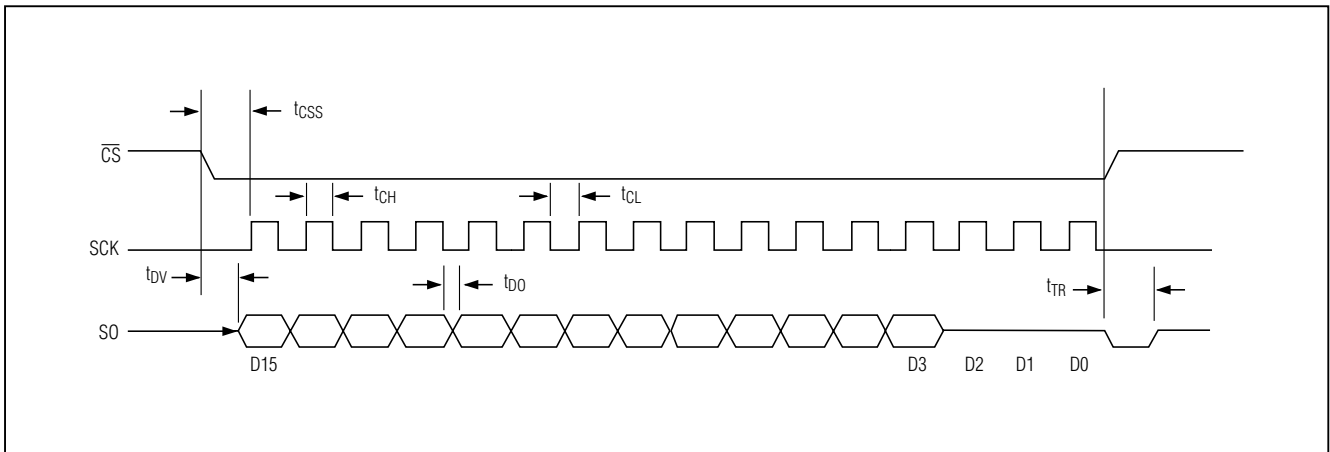 tCSS
CS
tCH
tCL
SCK
tDV
tDO
tTR
SO
D15
D3
D2
D1
D0